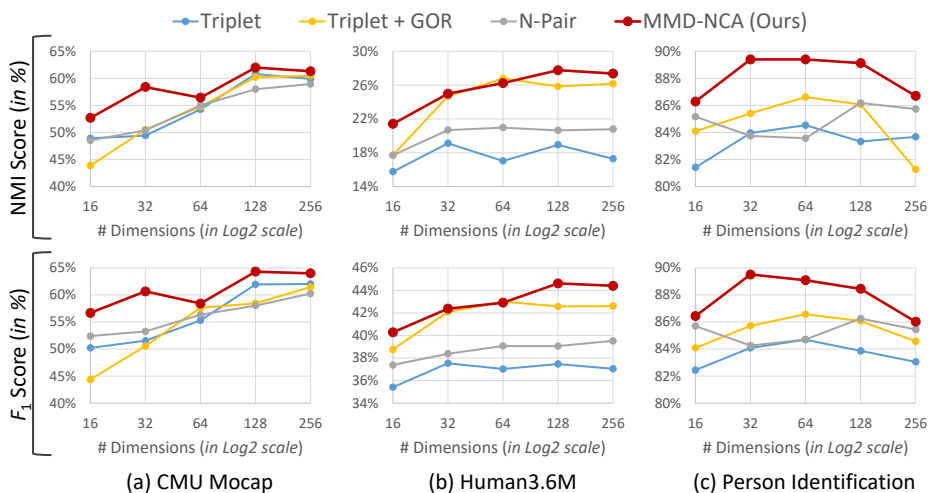 Triplet Triplet + GOR N-Pair MMD-NCA (Ours)
NMI Score (in %)
65%
60%
55%
50%
45%
40%
16 32 64 128 256
# Dimensions (in Log2 scale)
30%
26%
22%
18%
14%
16 32 64 128 256
# Dimensions (in Log2 scale)
90%
88%
86%
84%
82%
80%
16 32 64 128 256
# Dimensions (in Log2 scale)
F1 Score (in %)
65%
60%
55%
50%
45%
40%
16 32 64 128 256
# Dimensions (in Log2 scale)
46%
44%
42%
40%
38%
36%
34%
16 32 64 128 256
# Dimensions (in Log2 scale)
90%
88%
86%
84%
82%
80%
16 32 64 128 256
# Dimensions (in Log2 scale)
(a) CMU Mocap (b) Human3.6M (c) Person Identification